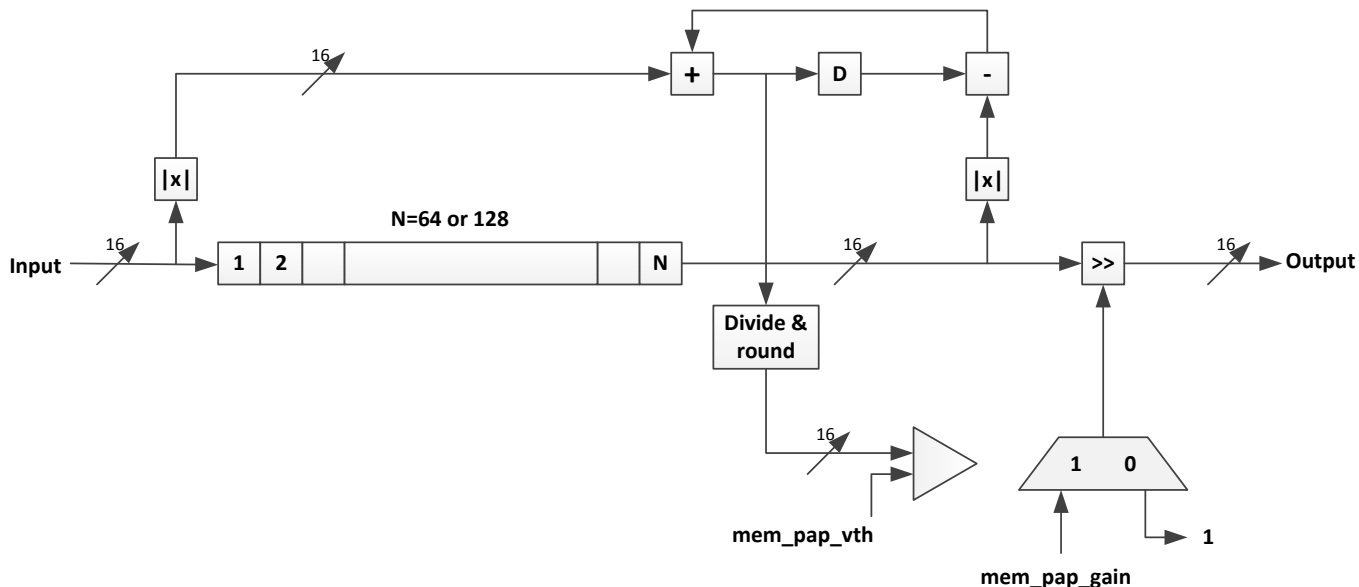 16
+
D
-
|x|
|x|
N=64 or 128
Input
16
1
2
N
16
>>
16
Output
Divide &
round
16
1
0
mem_pap_vth
1
mem_pap_gain